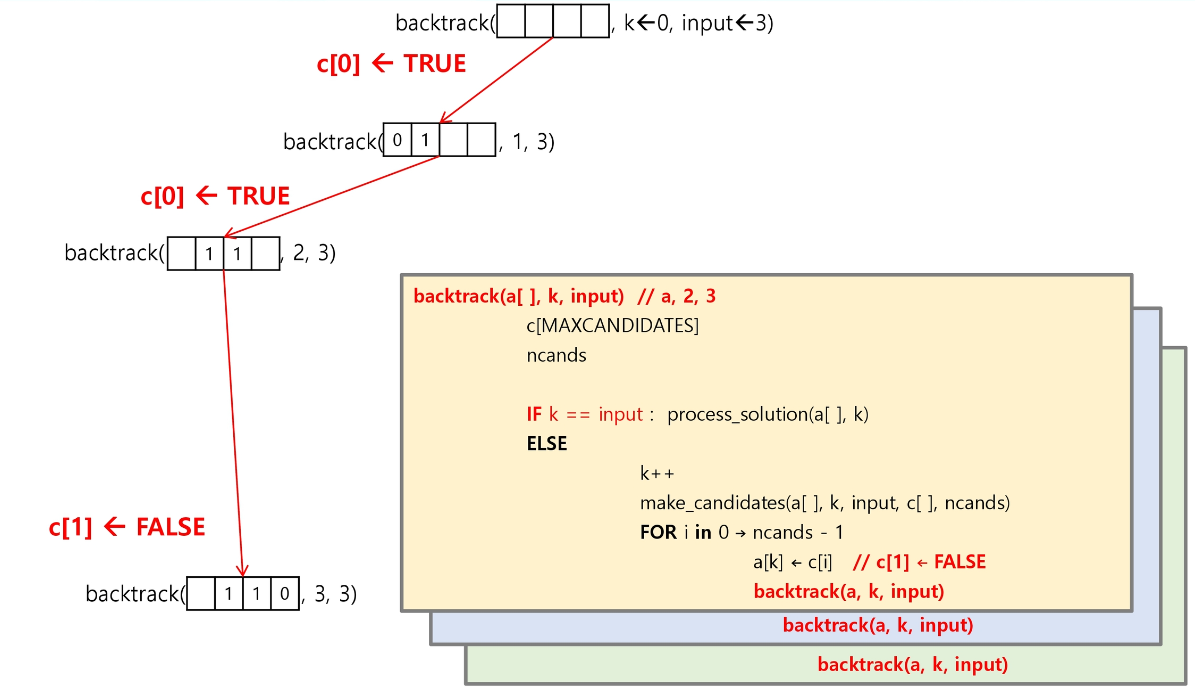 backtrack( , k←0, input←3)
c[0] ← TRUE
backtrack( 0 1 , 1, 3)
c[0] ← TRUE
backtrack( 1 1 , 2, 3)
backtrack(a[ ], k, input) // a, 2, 3
c[MAXCANDIDATES]
ncands
IF k == input : process_solution(a[ ], k)
ELSE
k++
make_candidates(a[ ], k, input, c[ ], ncands)
FOR i in 0 → ncands - 1
a[k] ← c[i] // c[1] ← FALSE
backtrack(a, k, input)
c[1] ← FALSE
backtrack( 1 1 0 , 3, 3)
backtrack(a, k, input)
backtrack(a, k, input)